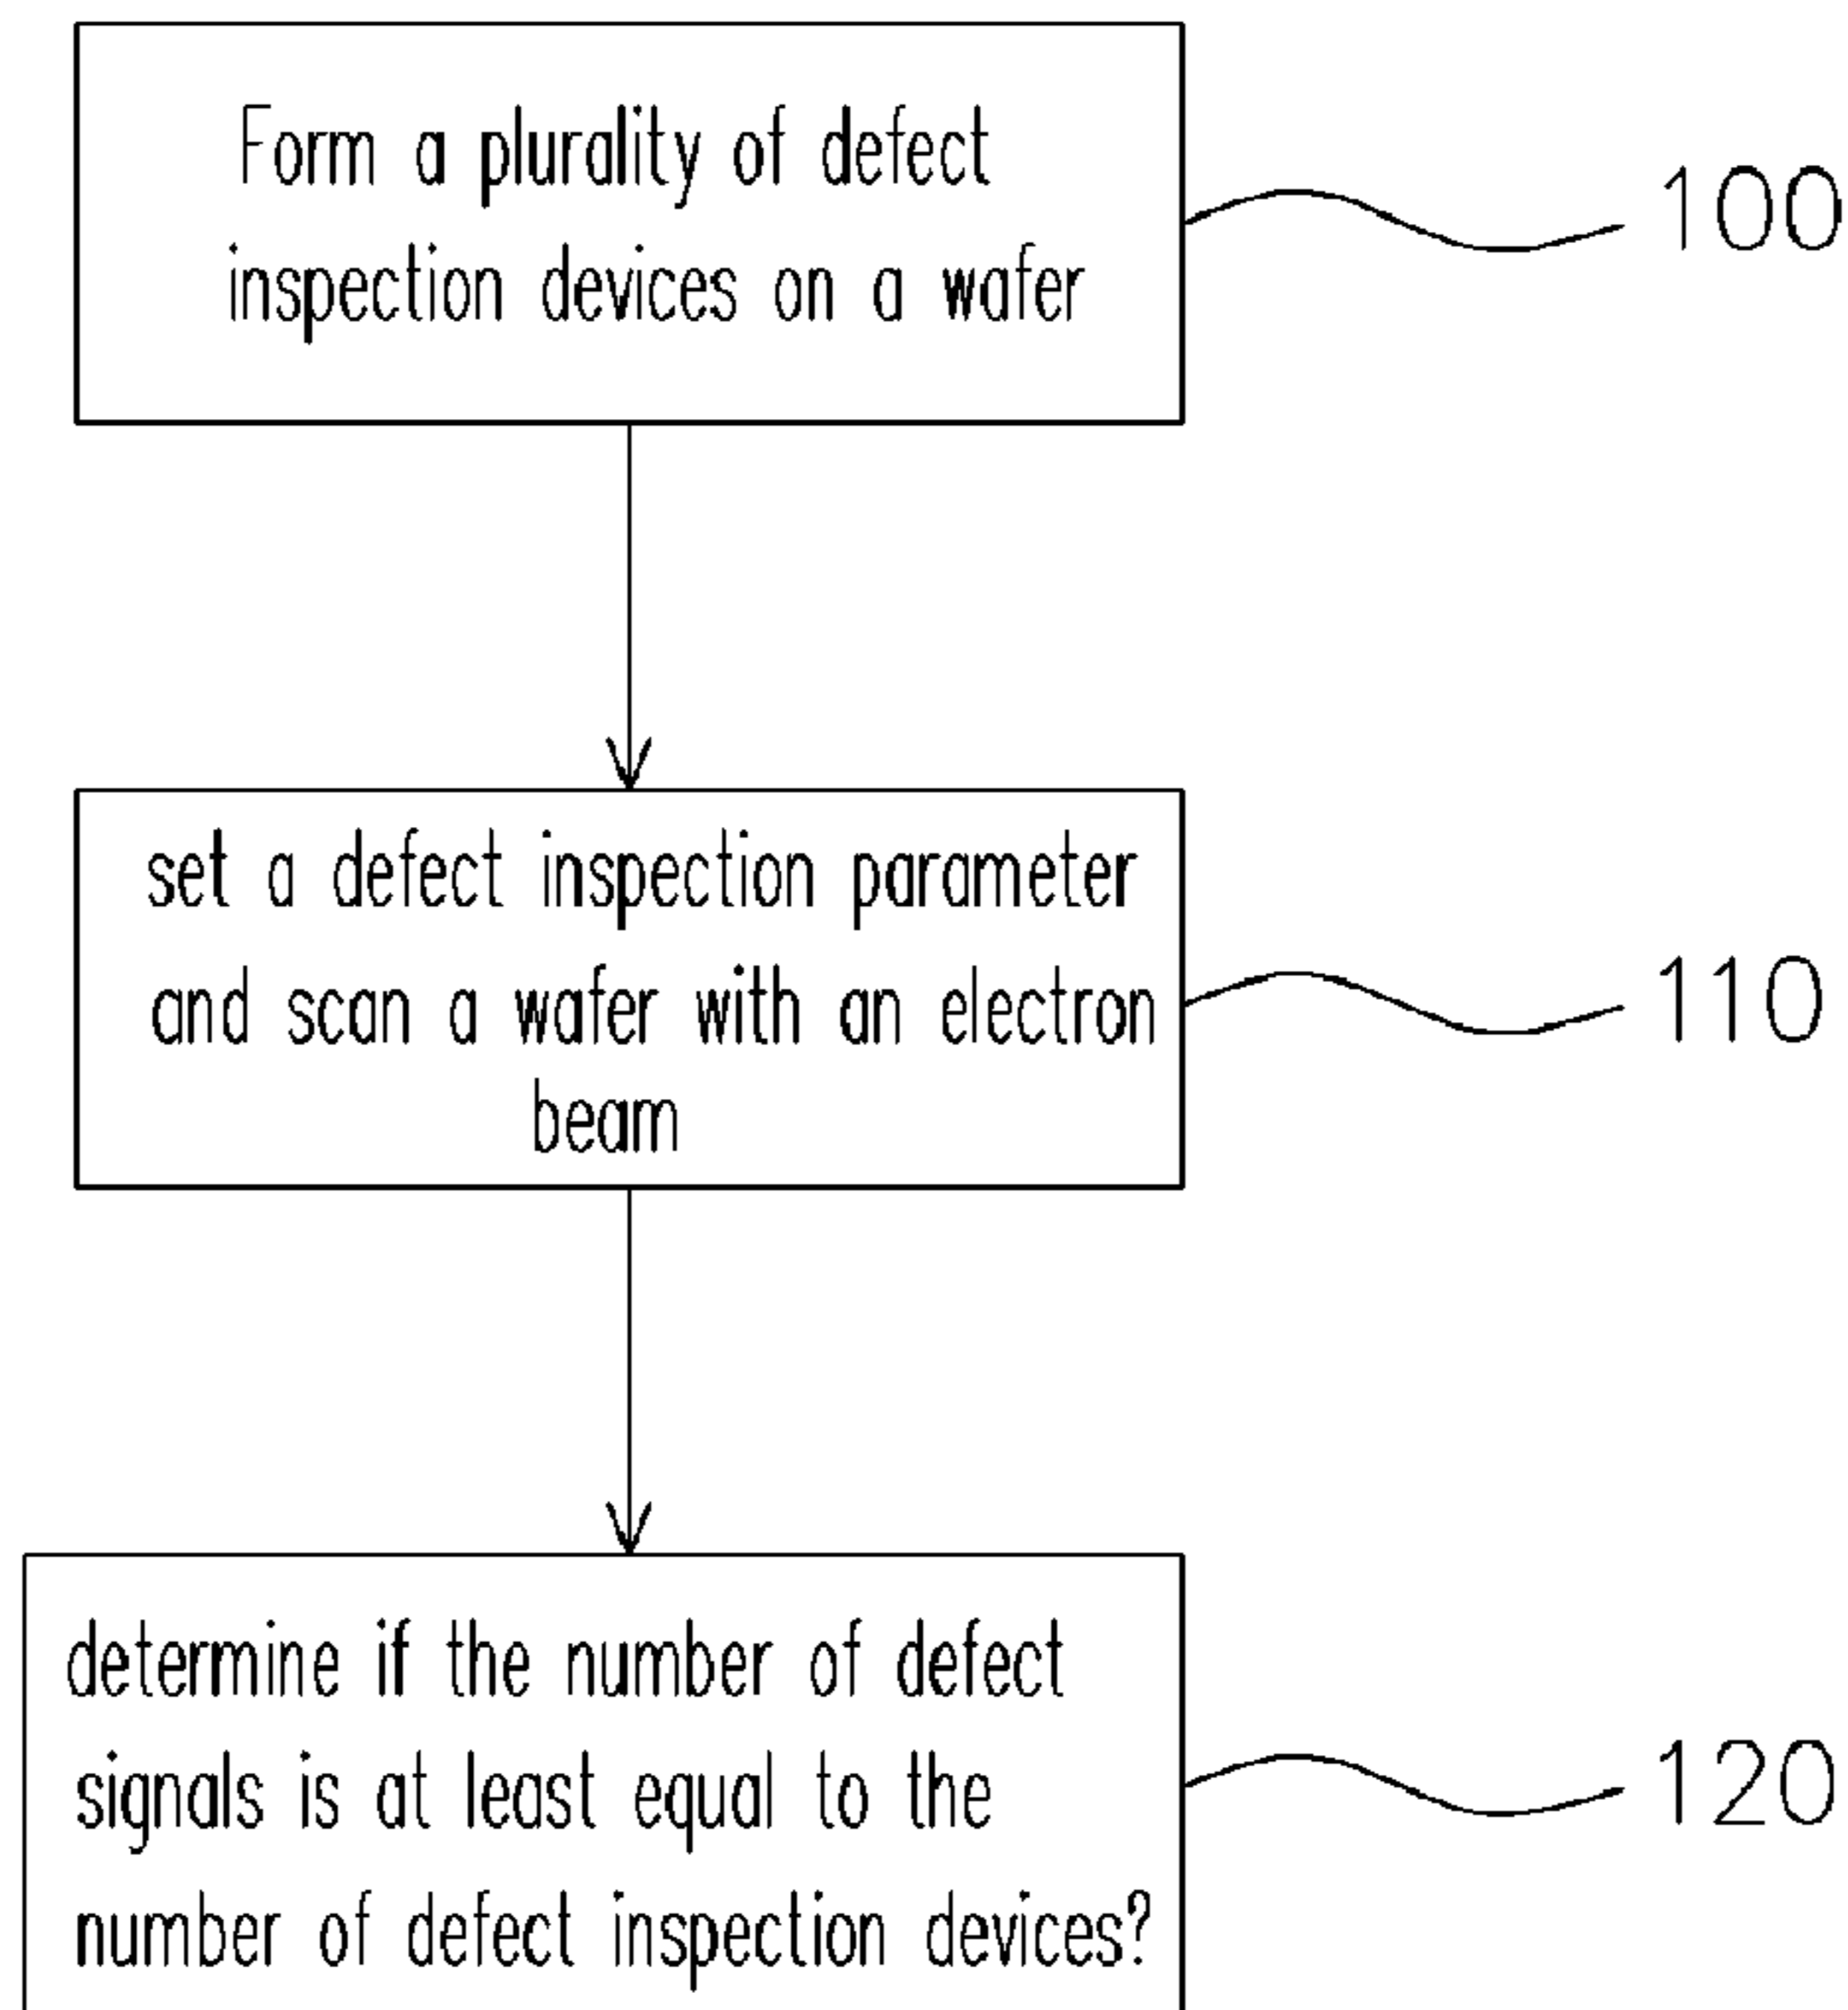 Form a plurality of defect
inspection devices on a wafer
100
set a defect inspection parameter
and scan a wafer with an electron
beam
110
determine if the number of defect
signals is at least equal to the
number of defect inspection devices?
120